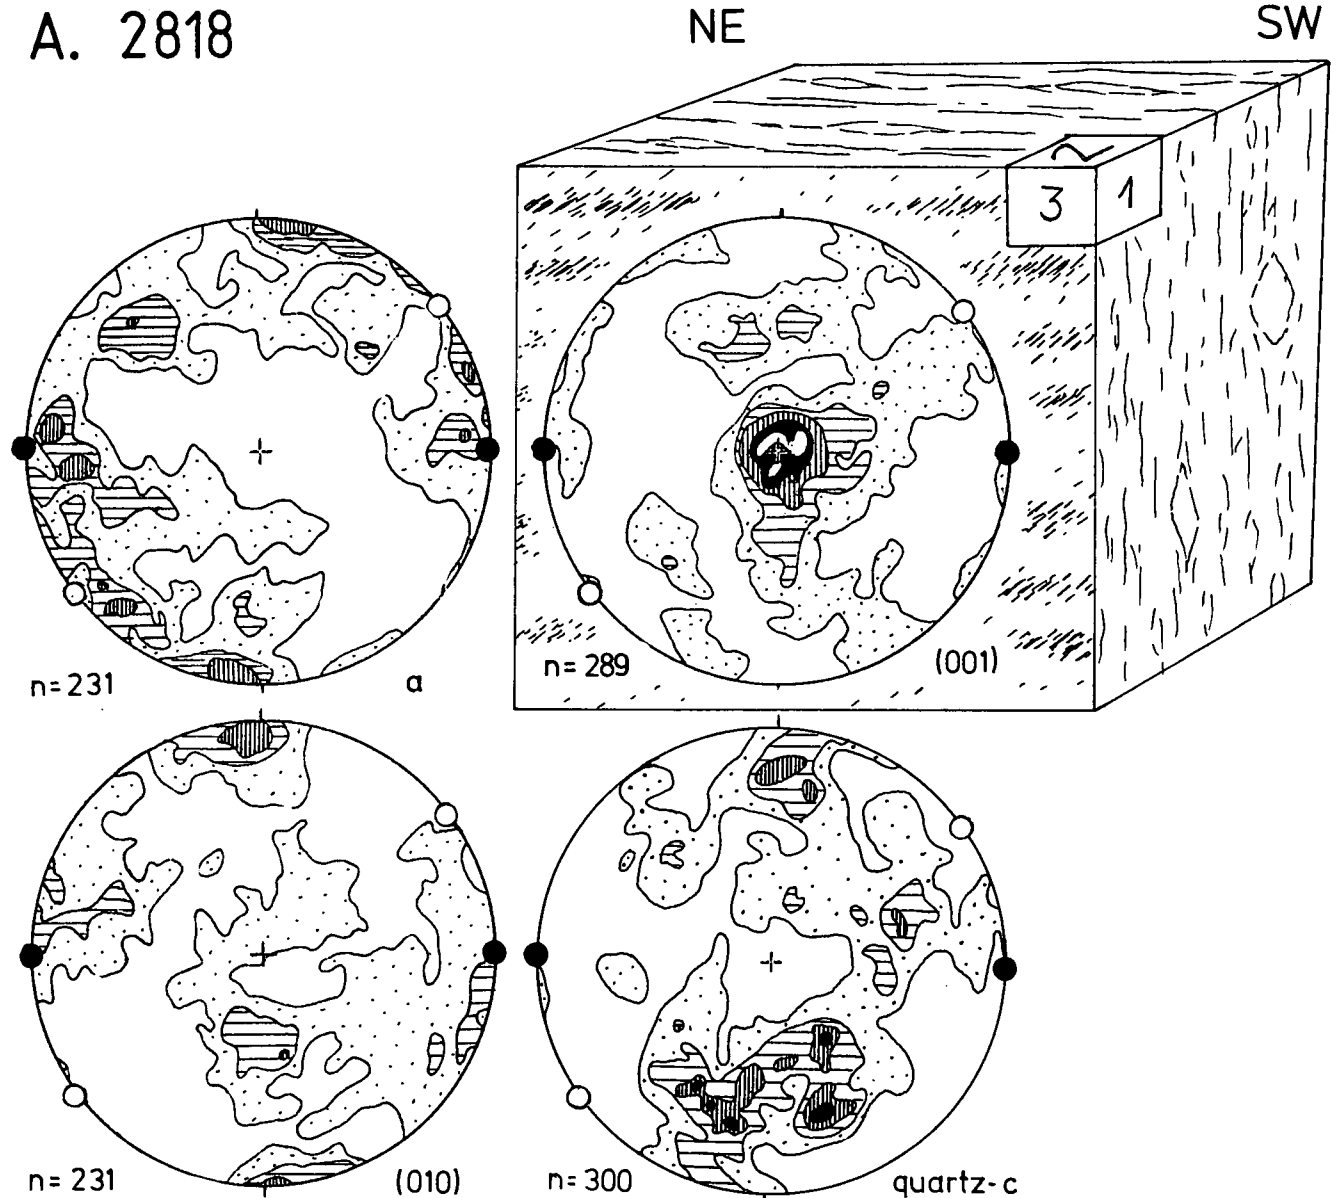 A. 2818
NE
SW
2
3
1
n=231
a
n=289
(001)
n=231
(010)
n=300
quartz-c